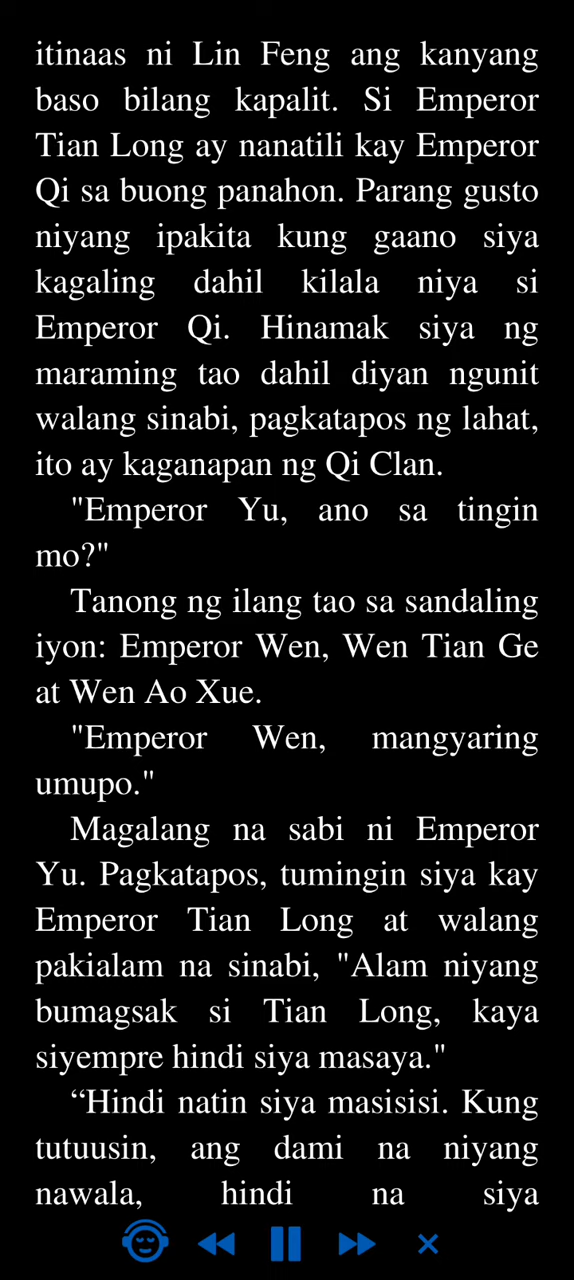 itinaas ni Lin Feng ang kanyang
baso bilang kapalit. Si Emperor
Tian Long ay nanatili kay Emperor
Qi sa buong panahon. Parang gusto
niyang ipakita kung gaano siya
kagaling dahil kilala niya si
Emperor Qi. Hinamak siya ng
maraming tao dahil diyan ngunit
walang sinabi, pagkatapos ng lahat,
ito ay kaganapan ng Qi Clan.
"Emperor Yu, ano sa tingin
mo?"
Tanong ng ilang tao sa sandaling
iyon: Emperor Wen, Wen Tian Ge
at Wen Ao Xue.
"Emperor Wen, mangyaring
umupo."
Magalang na sabi ni Emperor
Yu. Pagkatapos, tumingin siya kay
Emperor Tian Long at walang
pakialam na sinabi, "Alam niyang
bumagsak si Tian Long, kaya
siyempre hindi siya masaya."
“Hindi natin siya masisisi. Kung
tutuusin, ang dami na niyang
nawala, hindi na siya